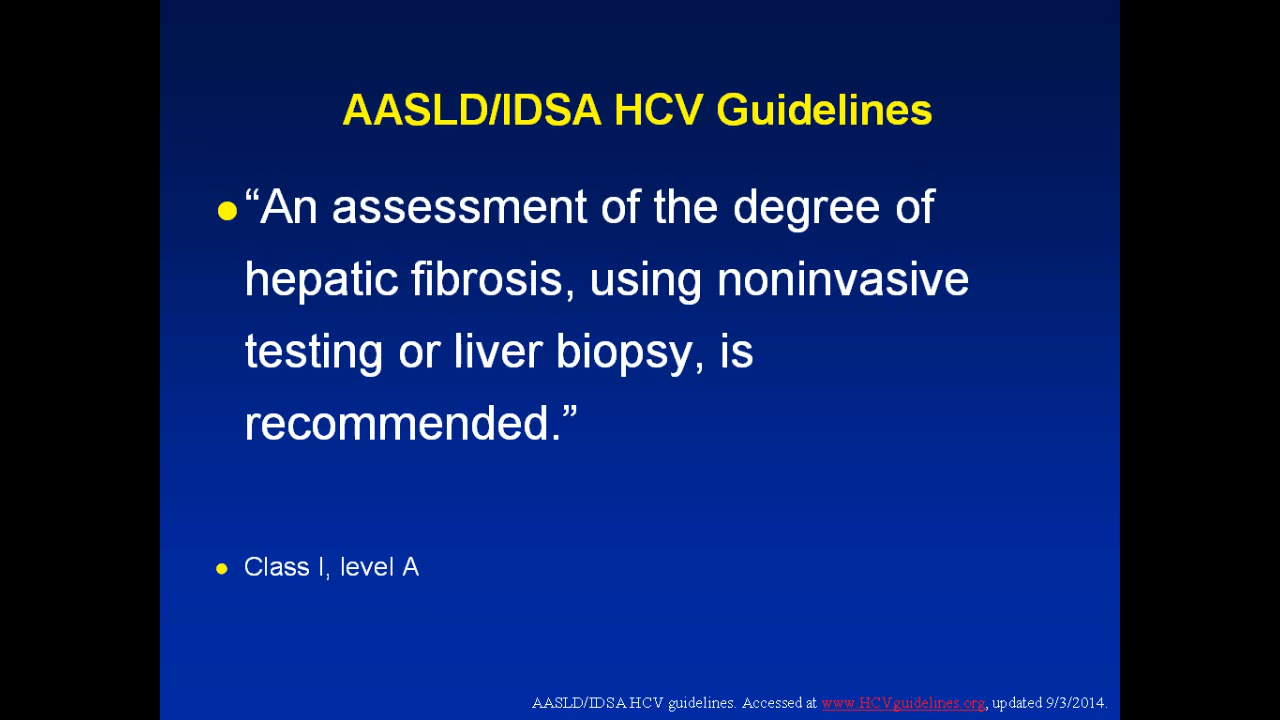 AASLD/IDSA HCV Guidelines
● “An assessment of the degree of
hepatic fibrosis, using noninvasive
testing or liver biopsy, is
recommended.”
● Class I, level A
AASLD/IDSA HCV guidelines. Accessed at www.HCVguidelines.org, updated 9/3/2014.